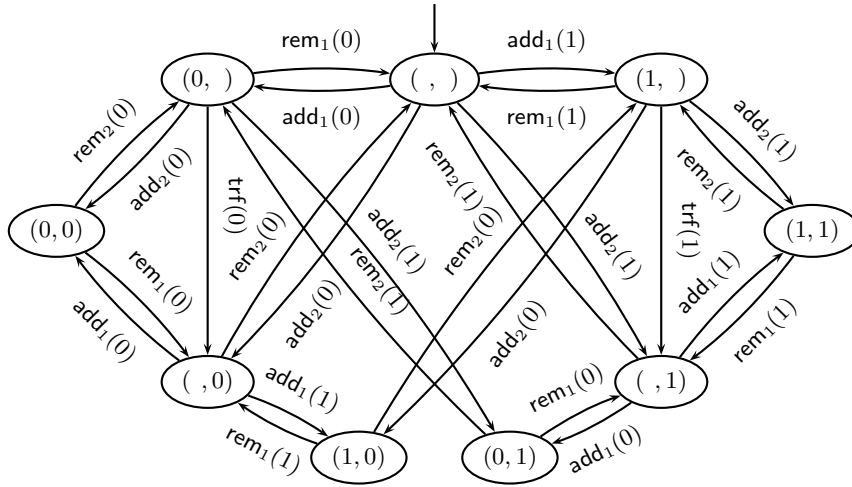 rem₁(0)
add₁(1)
(0, )
( , )
(1, )
add₁(0)
rem₁(1)
rem₂(0)
add₂(0)
trf(0)
rem₂(0)
add₂(1)
rem₂(1)
rem₂(1)
rem₂(0)
add₂(1)
trf(1)
rem₂(1)
add₂(1)
(0, 0)
(1, 1)
rem₁(0)
add₁(0)
add₂(0)
add₂(0)
add₁(1)
rem₁(1)
( , 0)
( , 1)
add₁(1)
rem₁(0)
rem₁(1)
add₁(0)
(1, 0)
(0, 1)